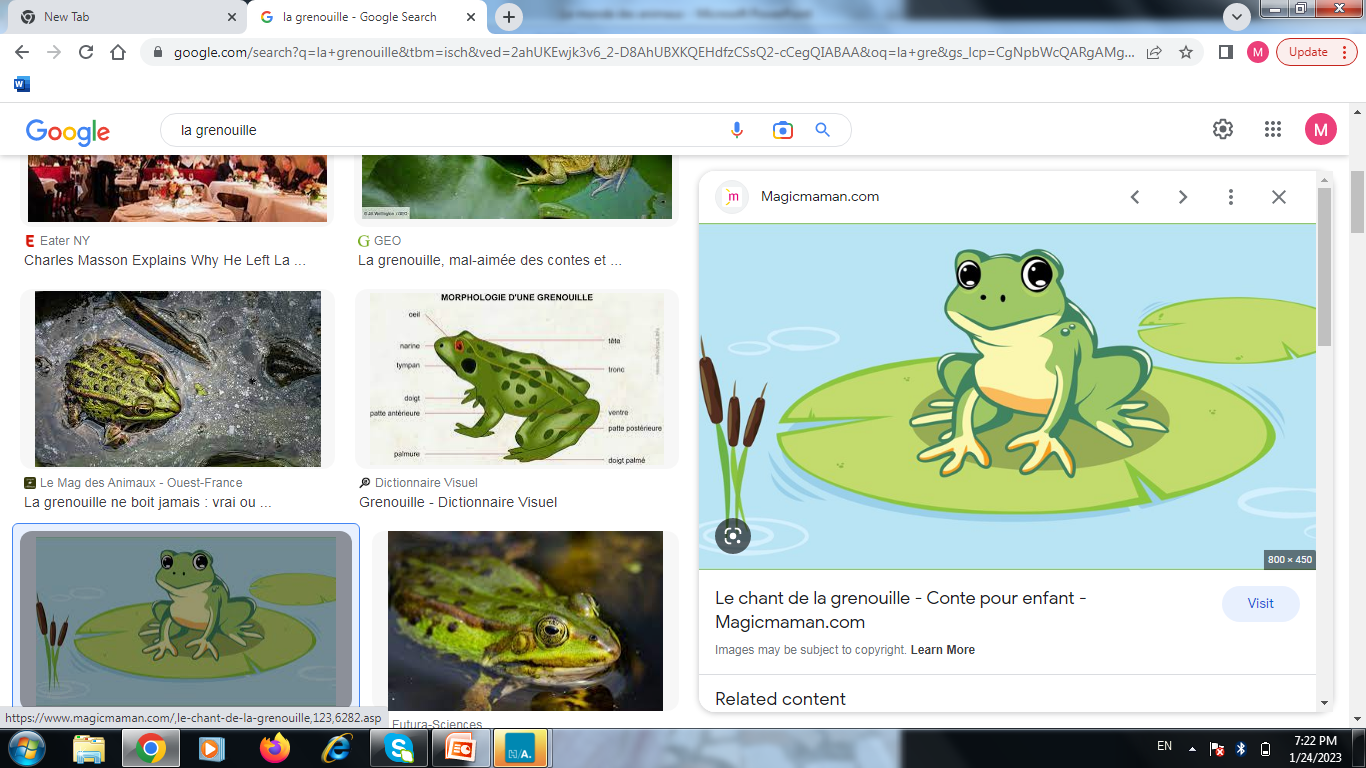 New Tab
la grenouille - Google Search
google.com/search?q=la+grenouille&tbm=isch&ved=2ahUKEwjk3v6_2-D8AhUBXKQEHdfzCSsQ2-cCegQIABAA&oq=la+gre&gs_lcp=CgNpbWcQARgAMg...
M
Update
Google
la grenouille
M
Eater NY
Charles Masson Explains Why He Left La ...
GEO
La grenouille, mal-aimée des contes et ...
Le Mag des Animaux - Ouest-France
La grenouille ne boit jamais : vrai ou ...
MORPHOLOGIE D'UNE GRENOUILLE
oeil
narine
tympan
doigt
patte antérieure
palmure
tête
tronc
ventre
patte postérieure
doigt palmé
Dictionnaire Visuel
Grenouille - Dictionnaire Visuel
Futura-Sciences
m
Magicmaman.com
800 × 450
Le chant de la grenouille - Conte pour enfant -
Magicmaman.com
Visit
Images may be subject to copyright. Learn More
Related content
https://www.magicmaman.com/,le-chant-de-la-grenouille,123,6282.asp
EN
7:22 PM
1/24/2023